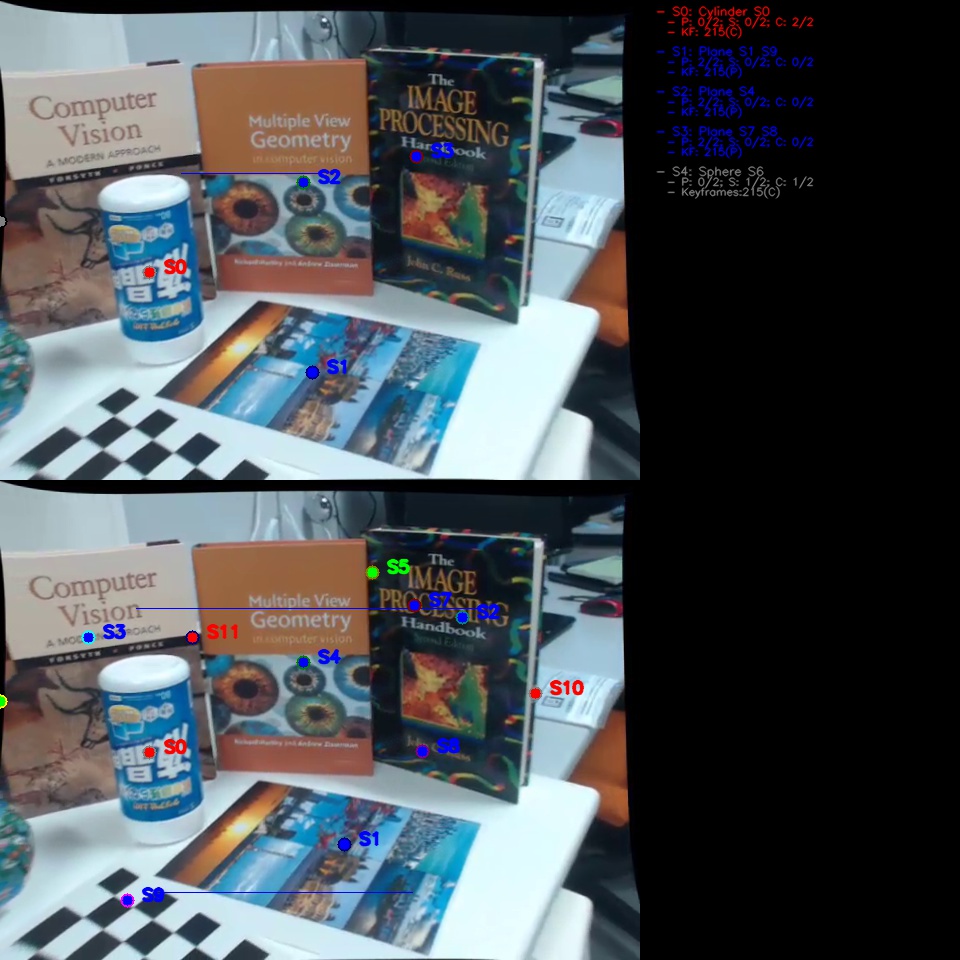 S0: Cylinder S0
P: 0/2; S: 0/2; C: 2/2
KF: 215(C)
S1: Plane S1 S9
P: 2/2; S: 0/2; C: 0/2
KF: 215(P)
S2: Plane S4
P: 2/2; S: 0/2; C: 0/2
KF: 215(P)
S3: Plane S7 S8
P: 2/2; S: 0/2; C: 0/2
KF: 215(P)
S4: Sphere S6
P: 0/2; S: 1/2; C: 1/2
Keyframes:215(C)
Computer
Vision
A MODERN APPROACH
FORSYTH PONCE
Multiple View
Geometry
in computer vision
Richard Hartley and Andrew Zisserman
The
IMAGE
PROCESSING
Handbook
John C. Russ
S3
S2
S0
S1
Computer
Vision
A MODERN APPROACH
FORSYTH PONCE
Multiple View
Geometry
in computer vision
Richard Hartley and Andrew Zisserman
The
IMAGE
PROCESSING
Handbook
Second Edition
John C. Russ
S5
S7
S2
S3
S11
S4
S10
S0
S8
S1
S9